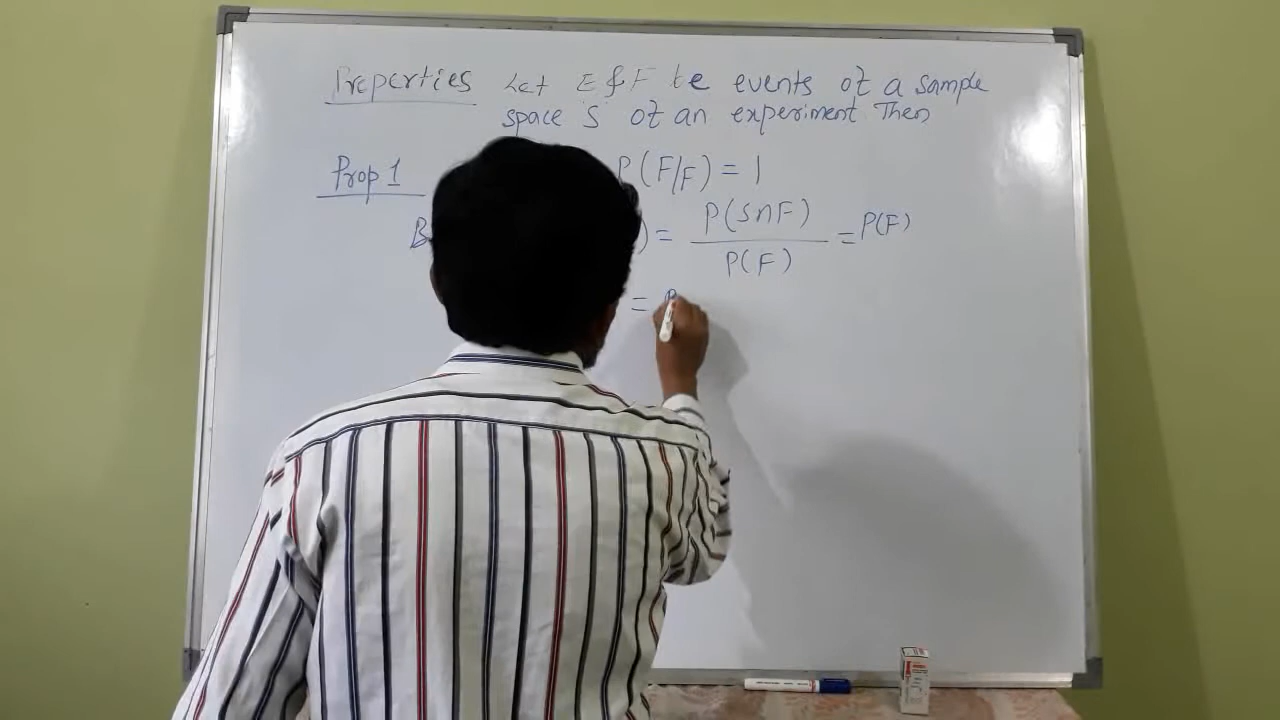 Properties Let E & F be events of a sample
space S of an experiment Then
Prop 1 P(F/F) = 1
B ) = P(S∩F) / P(F) = P(F)
= P